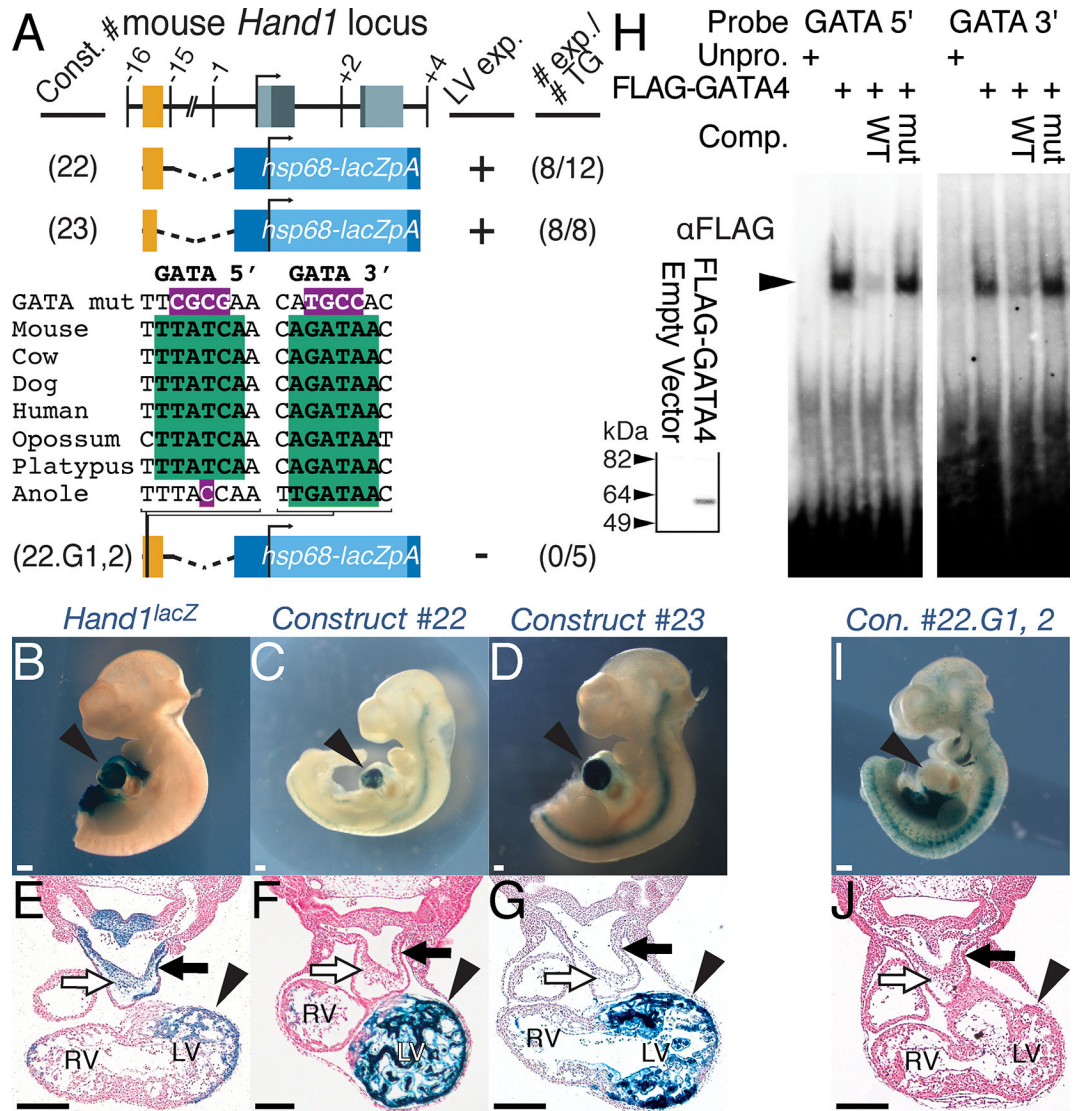 A
Const. #
mouse Hand1 locus
LV exp.
# exp./
# TG
-16
-15
-1
+2
+4
(22)
hsp68-lacZpA
+
(8/12)
(23)
hsp68-lacZpA
+
(8/8)
GATA 5′ GATA 3′
GATA mut TTCGCGAA CATGCCAC
Mouse TTTATCAA CAGATAAC
Cow TTTATCAA CAGATAAC
Dog TTTATCAA CAGATAAC
Human TTTATCAA CAGATAAC
Opossum CTTATCAA CAGATAAT
Platypus TTTATCAA CAGATAAC
Anole TTTACCAA TTGATAAC
(22.G1,2)
hsp68-lacZpA
-
(0/5)
H
Probe GATA 5' GATA 3'
Unpro. + +
FLAG-GATA4 + + + + + +
Comp. WT mut WT mut
αFLAG
FLAG-GATA4
Empty Vector
kDa
82
64
49
Hand1lacZ
Construct #22
Construct #23
Con. #22.G1, 2
B
C
D
I
E
RV
LV
F
RV
LV
G
RV
LV
J
RV
LV